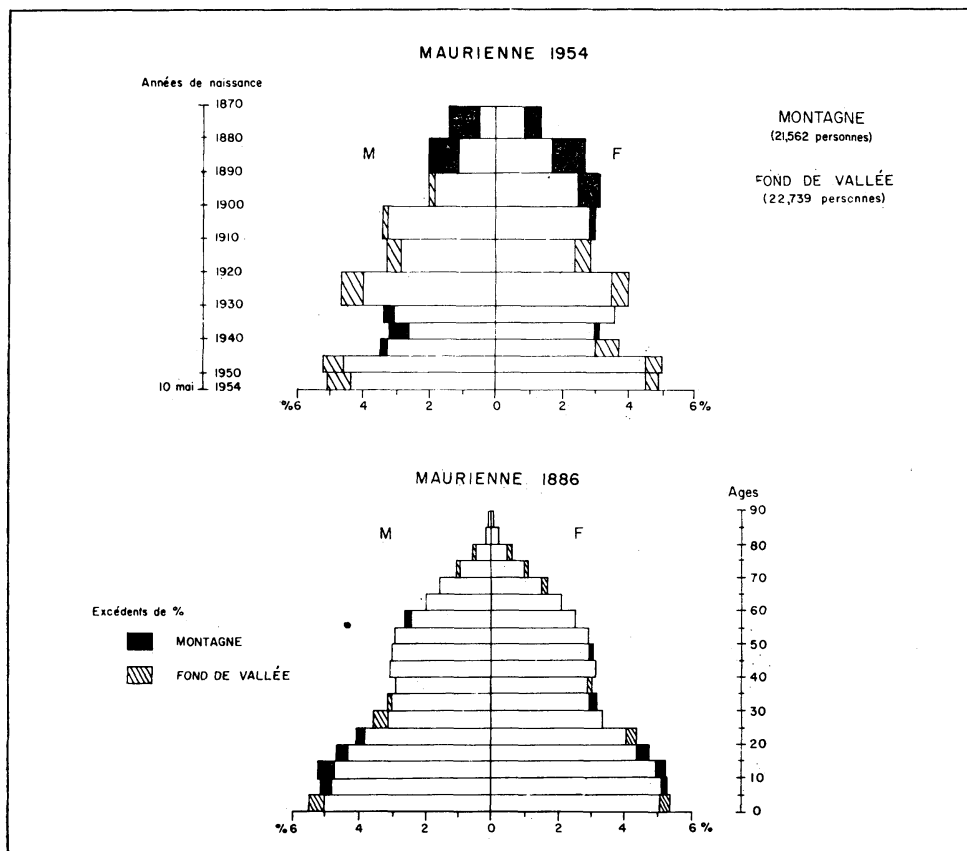 MAURIENNE 1954
Années de naissance
1870
1880
1890
1900
1910
1920
1930
1940
1950
10 mai 1954
M
F
MONTAGNE
(21,562 personnes)
FOND DE VALLÉE
(22,739 personnes)
%6 4 2 0 2 4 6%
MAURIENNE 1886
Ages
M
F
90
80
70
60
50
40
30
20
10
0
Excédents de %
MONTAGNE
FOND DE VALLÉE
%6 4 2 0 2 4 6%